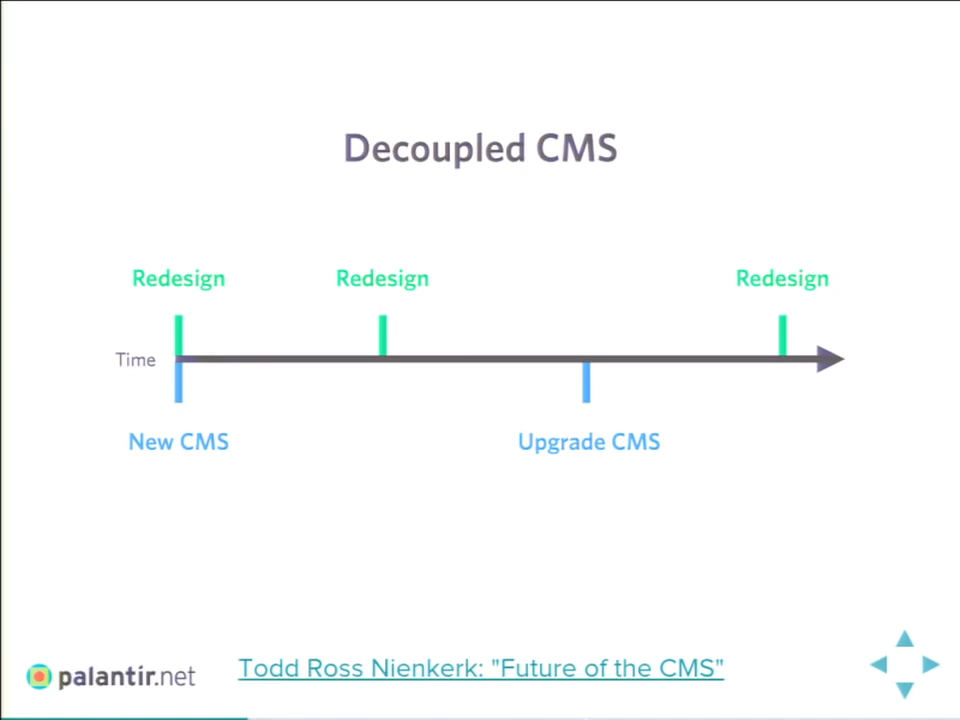 Decoupled CMS
Redesign Redesign Redesign
Time
New CMS Upgrade CMS
palantir.net
Todd Ross Nienkerk: "Future of the CMS"